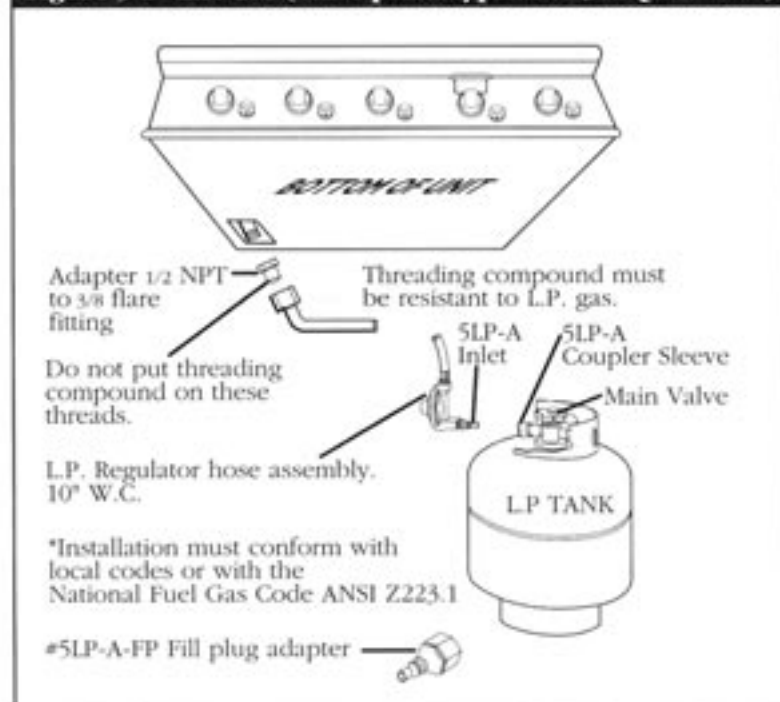 BOTTOM OF UNIT
Adapter 1/2 NPT
to 3/8 flare
fitting
Threading compound must
be resistant to L.P. gas.
Do not put threading
compound on these
threads.
5LP-A
Inlet
5LP-A
Coupler Sleeve
Main Valve
L.P. Regulator hose assembly.
10" W.C.
L.P TANK
*Installation must conform with
local codes or with the
National Fuel Gas Code ANSI Z223.1
#5LP-A-FP Fill plug adapter